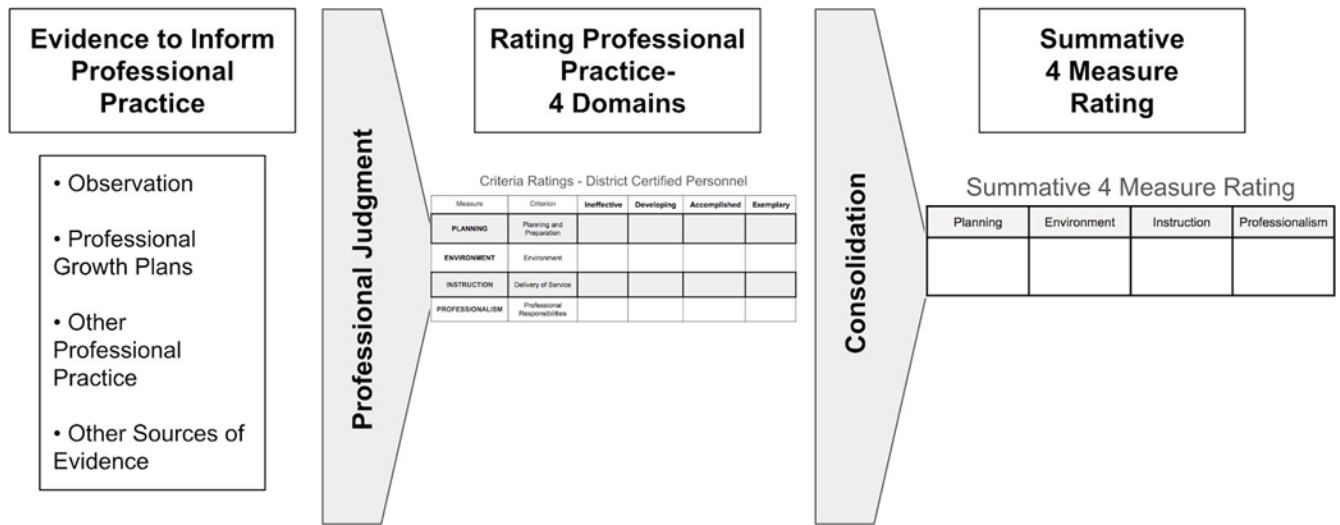 Evidence to Inform
Professional
Practice
• Observation
• Professional
Growth Plans
• Other
Professional
Practice
• Other Sources of
Evidence
Professional Judgment
Rating Professional
Practice-
4 Domains
Criteria Ratings - District Certified Personnel
Measure Criterion Ineffective Developing Accomplished Exemplary
PLANNING Planning and
Preparation
ENVIRONMENT Environment
INSTRUCTION Delivery of Service
PROFESSIONALISM Professional
Responsibilities
Consolidation
Summative
4 Measure
Rating
Summative 4 Measure Rating
Planning Environment Instruction Professionalism